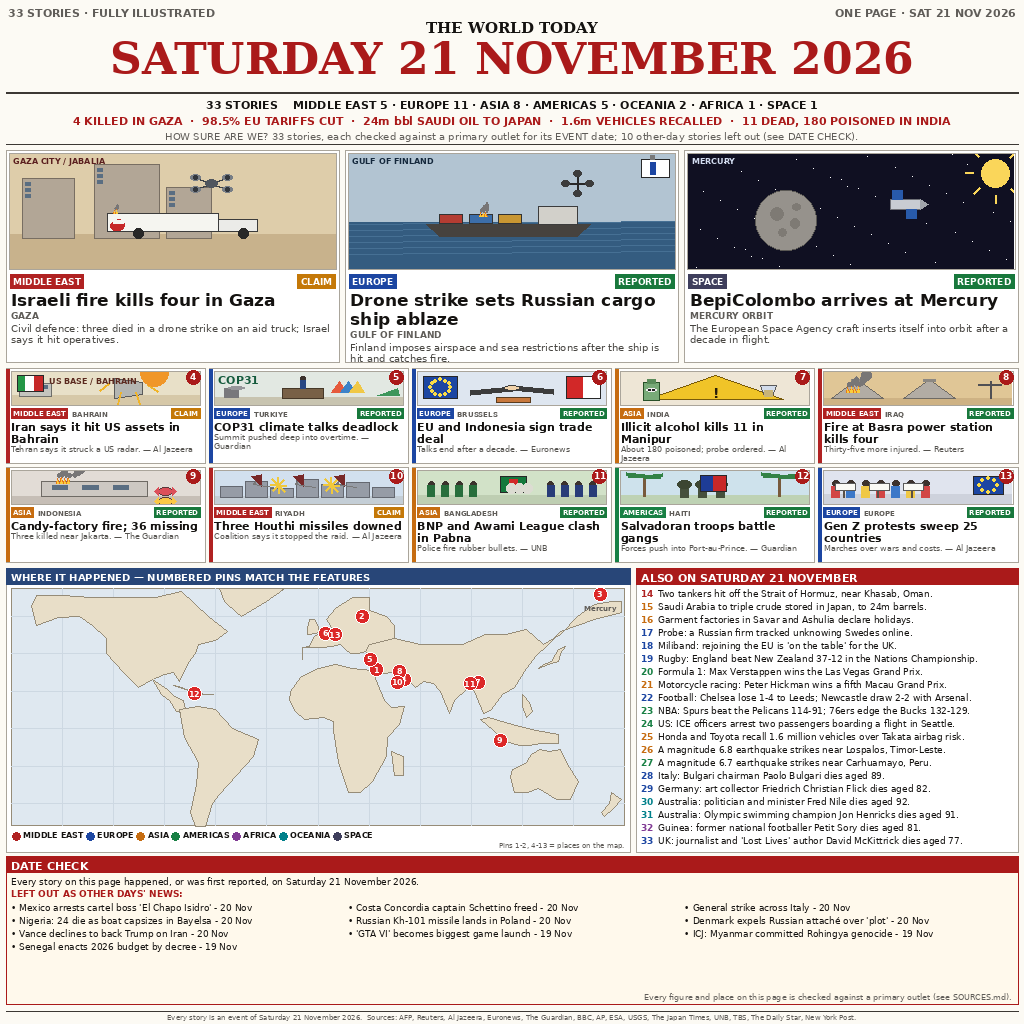 33 STORIES · FULLY ILLUSTRATED
ONE PAGE · SAT 21 NOV 2026
THE WORLD TODAY
SATURDAY 21 NOVEMBER 2026
33 STORIES MIDDLE EAST 5 · EUROPE 11 · ASIA 8 · AMERICAS 5 · OCEANIA 2 · AFRICA 1 · SPACE 1
4 KILLED IN GAZA · 98.5% EU TARIFFS CUT · 24m bbl SAUDI OIL TO JAPAN · 1.6m VEHICLES RECALLED · 11 DEAD, 180 POISONED IN INDIA
HOW SURE ARE WE? 33 stories, each checked against a primary outlet for its EVENT date; 10 other-day stories left out (see DATE CHECK).
GAZA CITY / JABALIA
MIDDLE EAST
CLAIM
Israeli fire kills four in Gaza
GAZA
Civil defence: three died in a drone strike on an aid truck; Israel
says it hit operatives.
GULF OF FINLAND
EUROPE
REPORTED
Drone strike sets Russian cargo
ship ablaze
GULF OF FINLAND
Finland imposes airspace and sea restrictions after the ship is
hit and catches fire.
MERCURY
SPACE
REPORTED
BepiColombo arrives at Mercury
MERCURY ORBIT
The European Space Agency craft inserts itself into orbit after a
decade in flight.
US BASE / BAHRAIN
4
MIDDLE EAST BAHRAIN CLAIM
Iran says it hit US assets in
Bahrain
Tehran says it struck a US radar. — Al Jazeera
COP31
5
EUROPE TURKIYE REPORTED
COP31 climate talks deadlock
Summit pushed deep into overtime. —
Guardian
6
EUROPE BRUSSELS REPORTED
EU and Indonesia sign trade
deal
Talks end after a decade. — Euronews
!
7
ASIA INDIA REPORTED
Illicit alcohol kills 11 in
Manipur
About 180 poisoned; probe ordered. — Al
Jazeera
8
MIDDLE EAST IRAQ REPORTED
Fire at Basra power station
kills four
Thirty-five more injured. — Reuters
9
ASIA INDONESIA REPORTED
Candy-factory fire; 36 missing
Three killed near Jakarta. — The Guardian
10
MIDDLE EAST RIYADH CLAIM
Three Houthi missiles downed
Coalition says it stopped the raid. — Al Jazeera
11
ASIA BANGLADESH REPORTED
BNP and Awami League clash
in Pabna
Police fire rubber bullets. — UNB
12
AMERICAS HAITI REPORTED
Salvadoran troops battle
gangs
Forces push into Port-au-Prince. — Guardian
13
EUROPE EUROPE REPORTED
Gen Z protests sweep 25
countries
Marches over wars and costs. — Al Jazeera
WHERE IT HAPPENED — NUMBERED PINS MATCH THE FEATURES
3
Mercury
2
6 13
5
1
8
10
11 7
12
9
MIDDLE EAST EUROPE ASIA AMERICAS AFRICA OCEANIA SPACE
Pins 1-2, 4-13 = places on the map.
ALSO ON SATURDAY 21 NOVEMBER
14 Two tankers hit off the Strait of Hormuz, near Khasab, Oman.
15 Saudi Arabia to triple crude stored in Japan, to 24m barrels.
16 Garment factories in Savar and Ashulia declare holidays.
17 Probe: a Russian firm tracked unknowing Swedes online.
18 Miliband: rejoining the EU is 'on the table' for the UK.
19 Rugby: England beat New Zealand 37-12 in the Nations Championship.
20 Formula 1: Max Verstappen wins the Las Vegas Grand Prix.
21 Motorcycle racing: Peter Hickman wins a fifth Macau Grand Prix.
22 Football: Chelsea lose 1-4 to Leeds; Newcastle draw 2-2 with Arsenal.
23 NBA: Spurs beat the Pelicans 114-91; 76ers edge the Bucks 132-129.
24 US: ICE officers arrest two passengers boarding a flight in Seattle.
25 Honda and Toyota recall 1.6 million vehicles over Takata airbag risk.
26 A magnitude 6.8 earthquake strikes near Lospalos, Timor-Leste.
27 A magnitude 6.7 earthquake strikes near Carhuamayo, Peru.
28 Italy: Bulgari chairman Paolo Bulgari dies aged 89.
29 Germany: art collector Friedrich Christian Flick dies aged 82.
30 Australia: politician and minister Fred Nile dies aged 92.
31 Australia: Olympic swimming champion Jon Henricks dies aged 91.
32 Guinea: former national footballer Petit Sory dies aged 81.
33 UK: journalist and 'Lost Lives' author David McKittrick dies aged 77.
DATE CHECK
Every story on this page happened, or was first reported, on Saturday 21 November 2026.
LEFT OUT AS OTHER DAYS' NEWS:
• Mexico arrests cartel boss 'El Chapo Isidro' - 20 Nov
• Nigeria: 24 die as boat capsizes in Bayelsa - 20 Nov
• Vance declines to back Trump on Iran - 20 Nov
• Senegal enacts 2026 budget by decree - 19 Nov
• Costa Concordia captain Schettino freed - 20 Nov
• Russian Kh-101 missile lands in Poland - 20 Nov
• 'GTA VI' becomes biggest game launch - 19 Nov
• General strike across Italy - 20 Nov
• Denmark expels Russian attaché over 'plot' - 20 Nov
• ICJ: Myanmar committed Rohingya genocide - 19 Nov
Every figure and place on this page is checked against a primary outlet (see SOURCES.md).
Every story is an event of Saturday 21 November 2026. Sources: AFP, Reuters, Al Jazeera, Euronews, The Guardian, BBC, AP, ESA, USGS, The Japan Times, UNB, TBS, The Daily Star, New York Post.